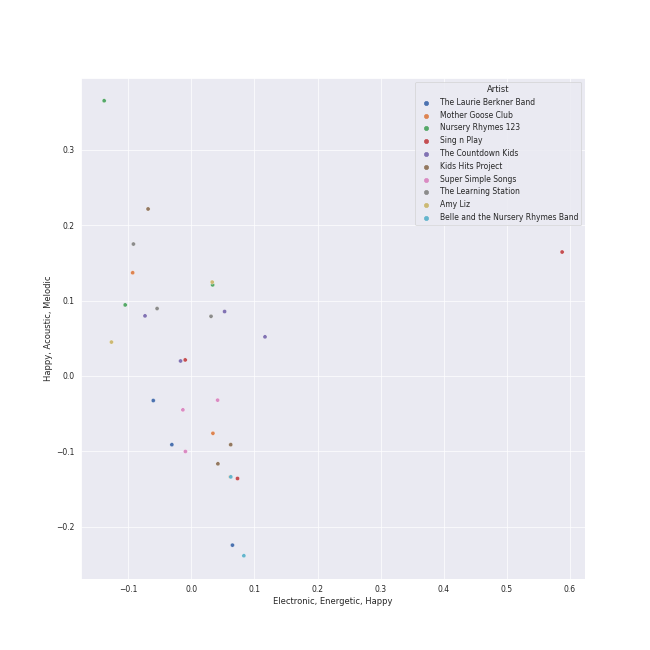 Artist
The Laurie Berkner Band
Mother Goose Club
Nursery Rhymes 123
Sing n Play
The Countdown Kids
Kids Hits Project
Super Simple Songs
The Learning Station
Amy Liz
Belle and the Nursery Rhymes Band
0.3
0.2
0.1
0.0
−0.1
−0.2
Happy, Acoustic, Melodic
−0.1 0.0 0.1 0.2 0.3 0.4 0.5 0.6
Electronic, Energetic, Happy